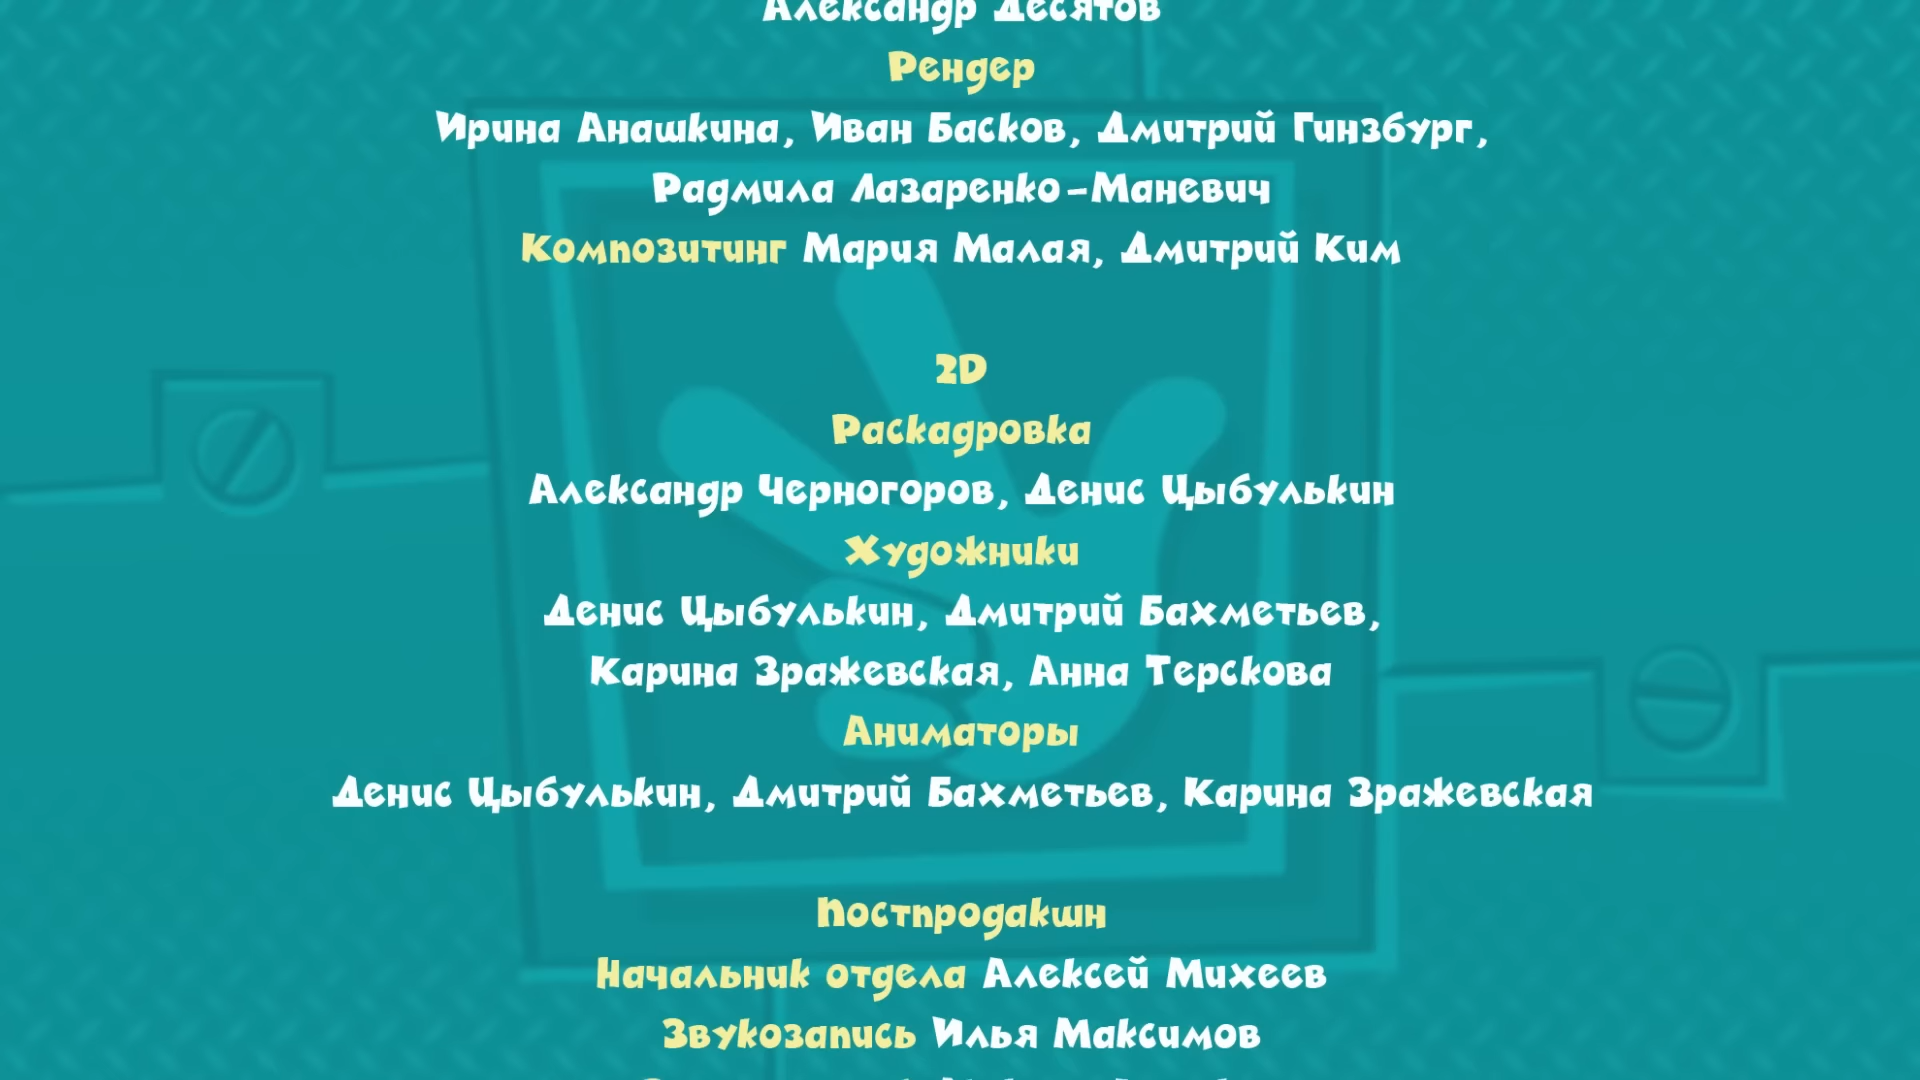 Александр Десятов
Рендер
Ирина Анашкина, Иван Басков, Дмитрий Гинзбург,
Радмила Лазаренко-Маневич
Композитинг Мария Малая, Дмитрий Ким
2D
Раскадровка
Александр Черногоров, Денис Цыбулькин
Художники
Денис Цыбулькин, Дмитрий Бахметьев,
Карина Зражевская, Анна Терскова
Аниматоры
Денис Цыбулькин, Дмитрий Бахметьев, Карина Зражевская
Постпродакшн
Начальник отдела Алексей Михеев
Звукозапись Илья Максимов